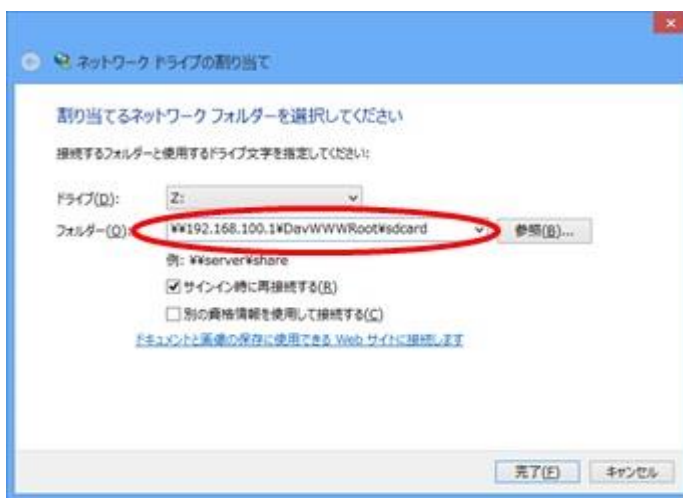 ネットワーク ドライブの割り当て
割り当てるネットワーク フォルダーを選択してください
接続するフォルダーと使用するドライブ文字を指定してください:
ドライブ(D): Z:
フォルダー(O): ¥¥192.168.100.1¥DavWWWRoot¥sdcard 参照(B)...
例: ¥¥server¥share
サインイン時に再接続する(R)
別の資格情報を使用して接続する(C)
ドキュメントと画像の保存に使用できる Web サイトに接続します
完了(F) キャンセル